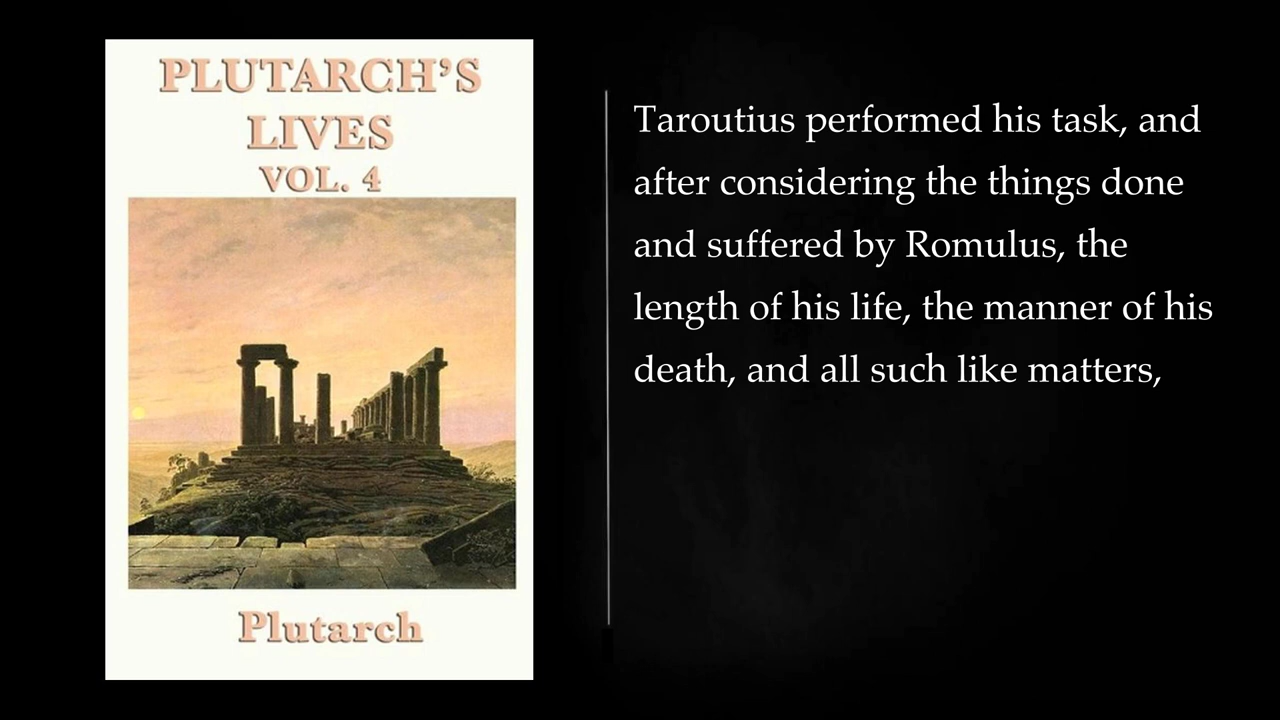 PLUTARCH'S
LIVES
VOL. 4
Plutarch
Taroutius performed his task, and
after considering the things done
and suffered by Romulus, the
length of his life, the manner of his
death, and all such like matters,